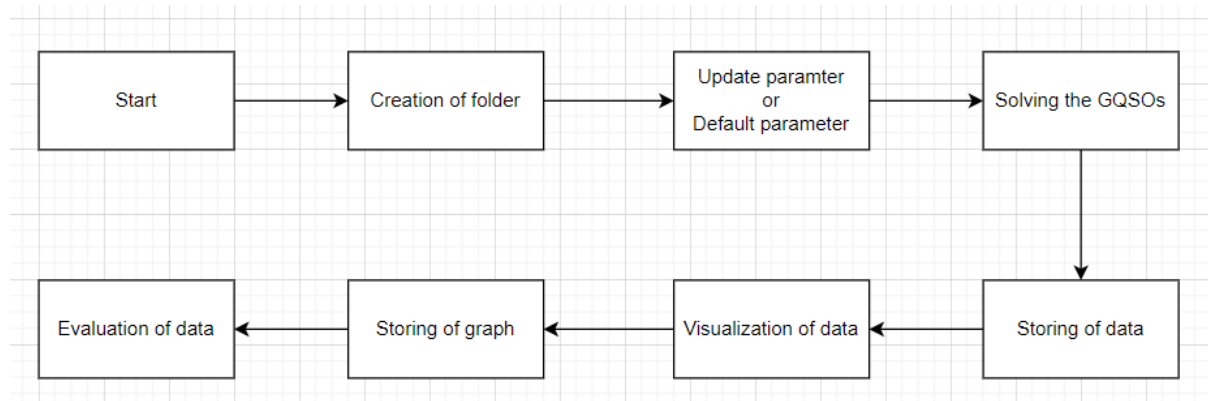 Start
Creation of folder
Update paramter
or
Default parameter
Solving the GQSOs
Evaluation of data
Storing of graph
Visualization of data
Storing of data